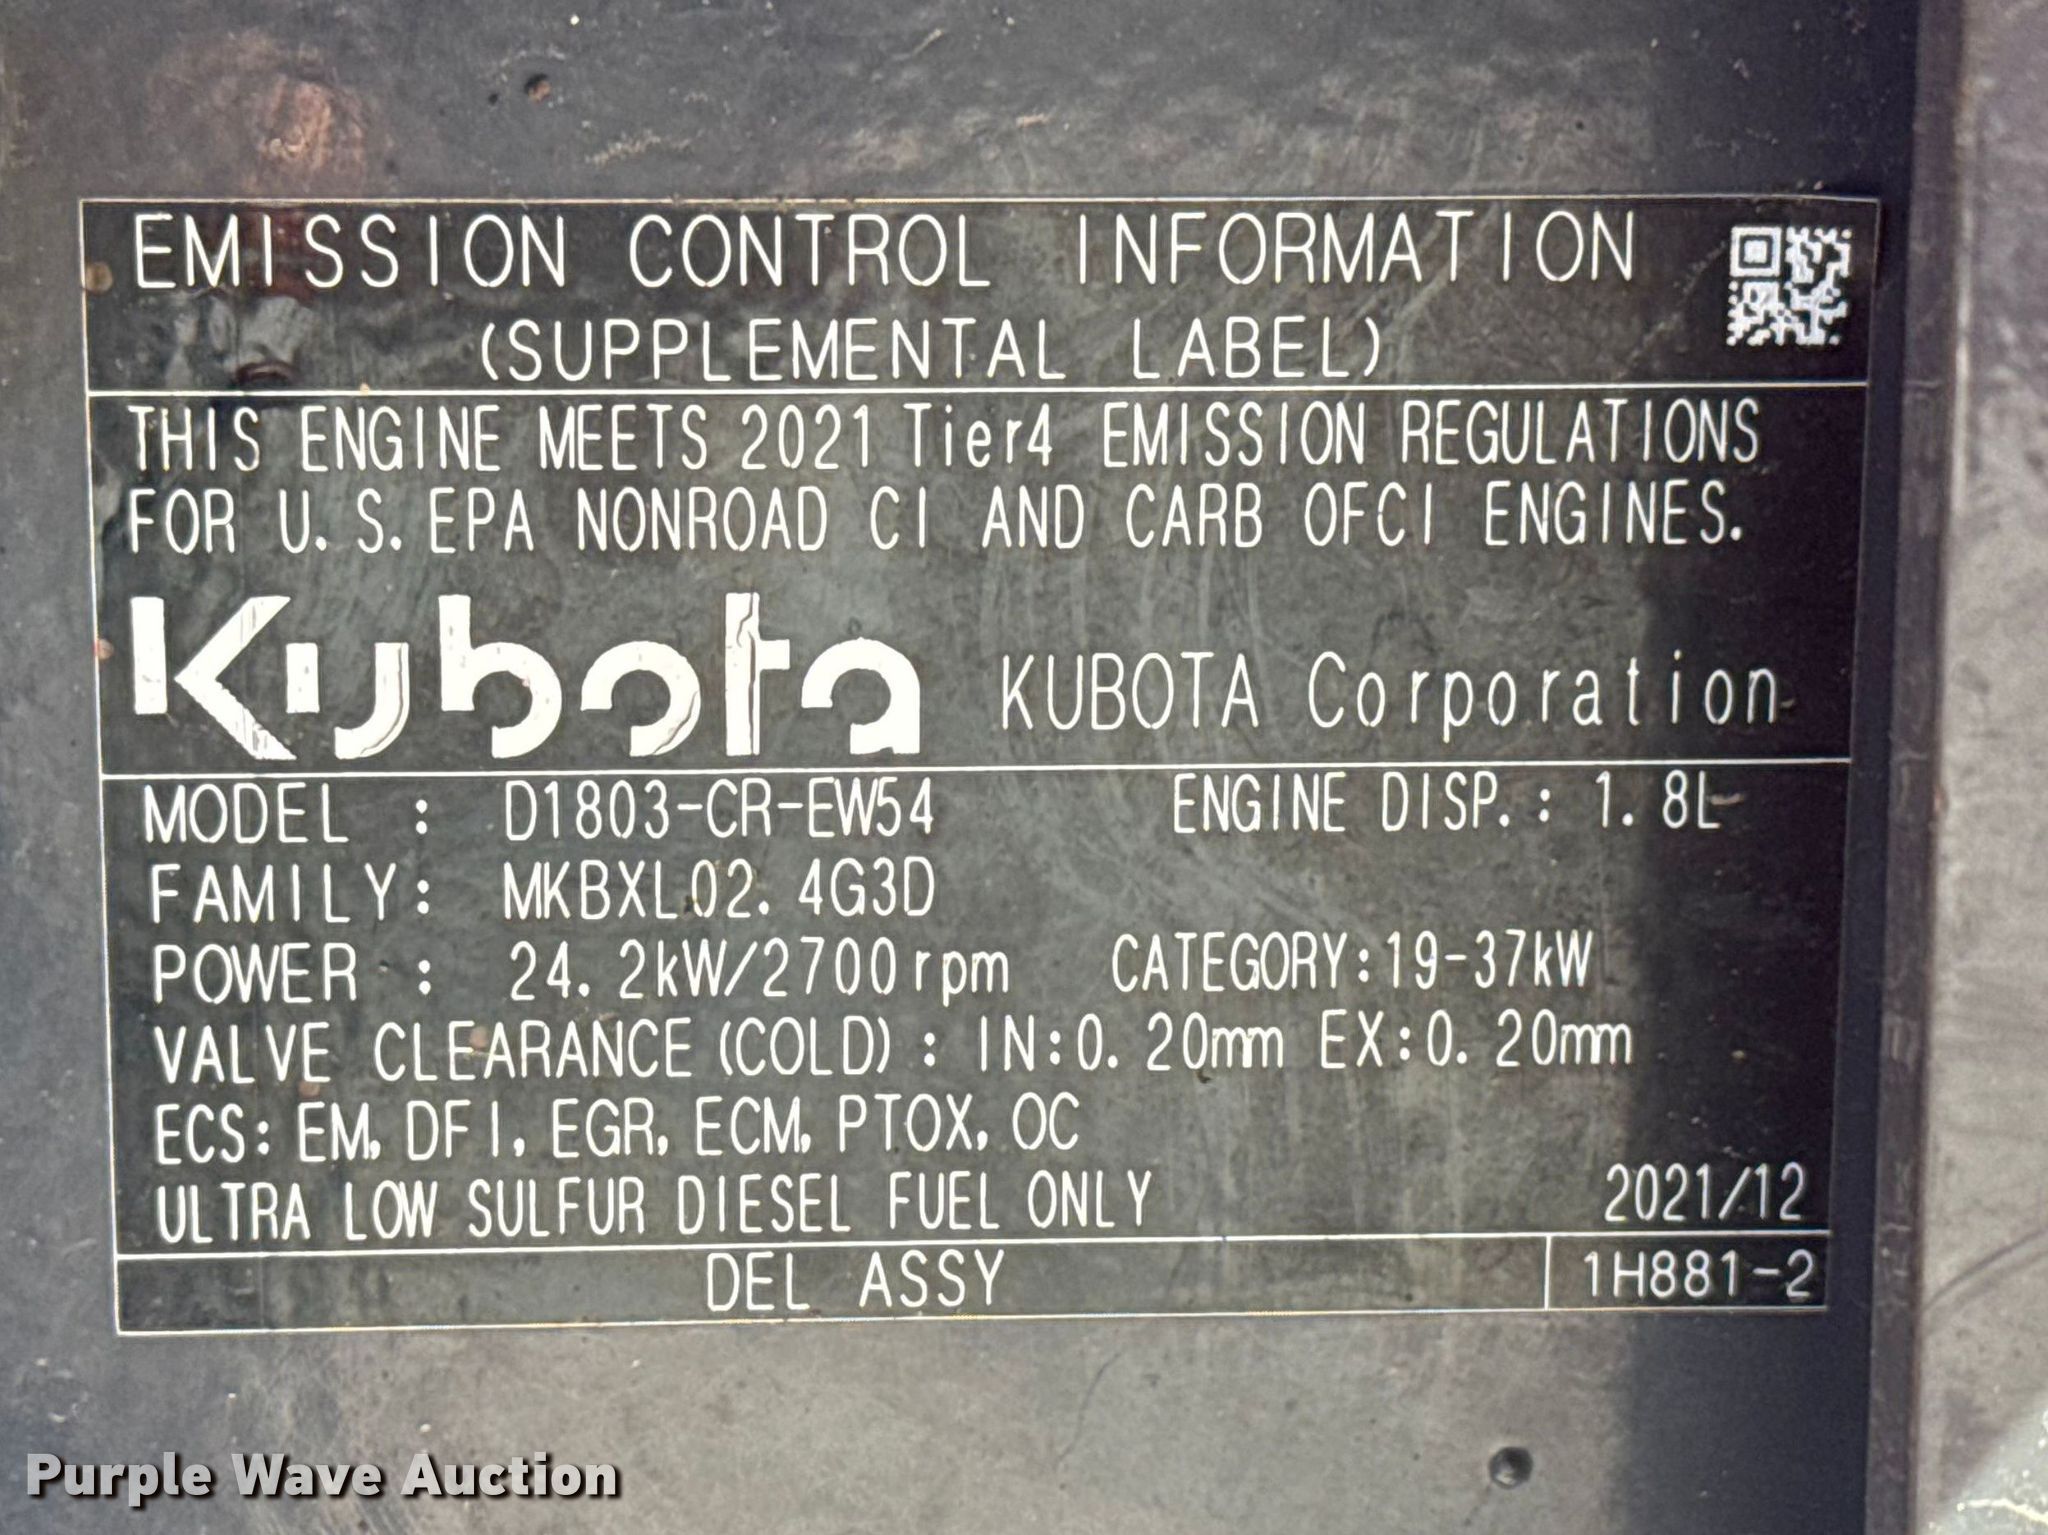 EMISSION CONTROL INFORMATION
(SUPPLEMENTAL LABEL)
THIS ENGINE MEETS 2021 Tier4 EMISSION REGULATIONS
FOR U.S.EPA NONROAD CI AND CARB OFCI ENGINES.
Kubota KUBOTA Corporation
MODEL : D1803-CR-EW54 ENGINE DISP.: 1.8L
FAMILY: MKBXL02.4G3D
POWER : 24.2kW/2700rpm CATEGORY:19-37kW
VALVE CLEARANCE(COLD): IN:0.20mm EX:0.20mm
ECS: EM, DFI, EGR, ECM, PTOX, OC
ULTRA LOW SULFUR DIESEL FUEL ONLY 2021/12
DEL ASSY 1H881-2
Purple Wave Auction